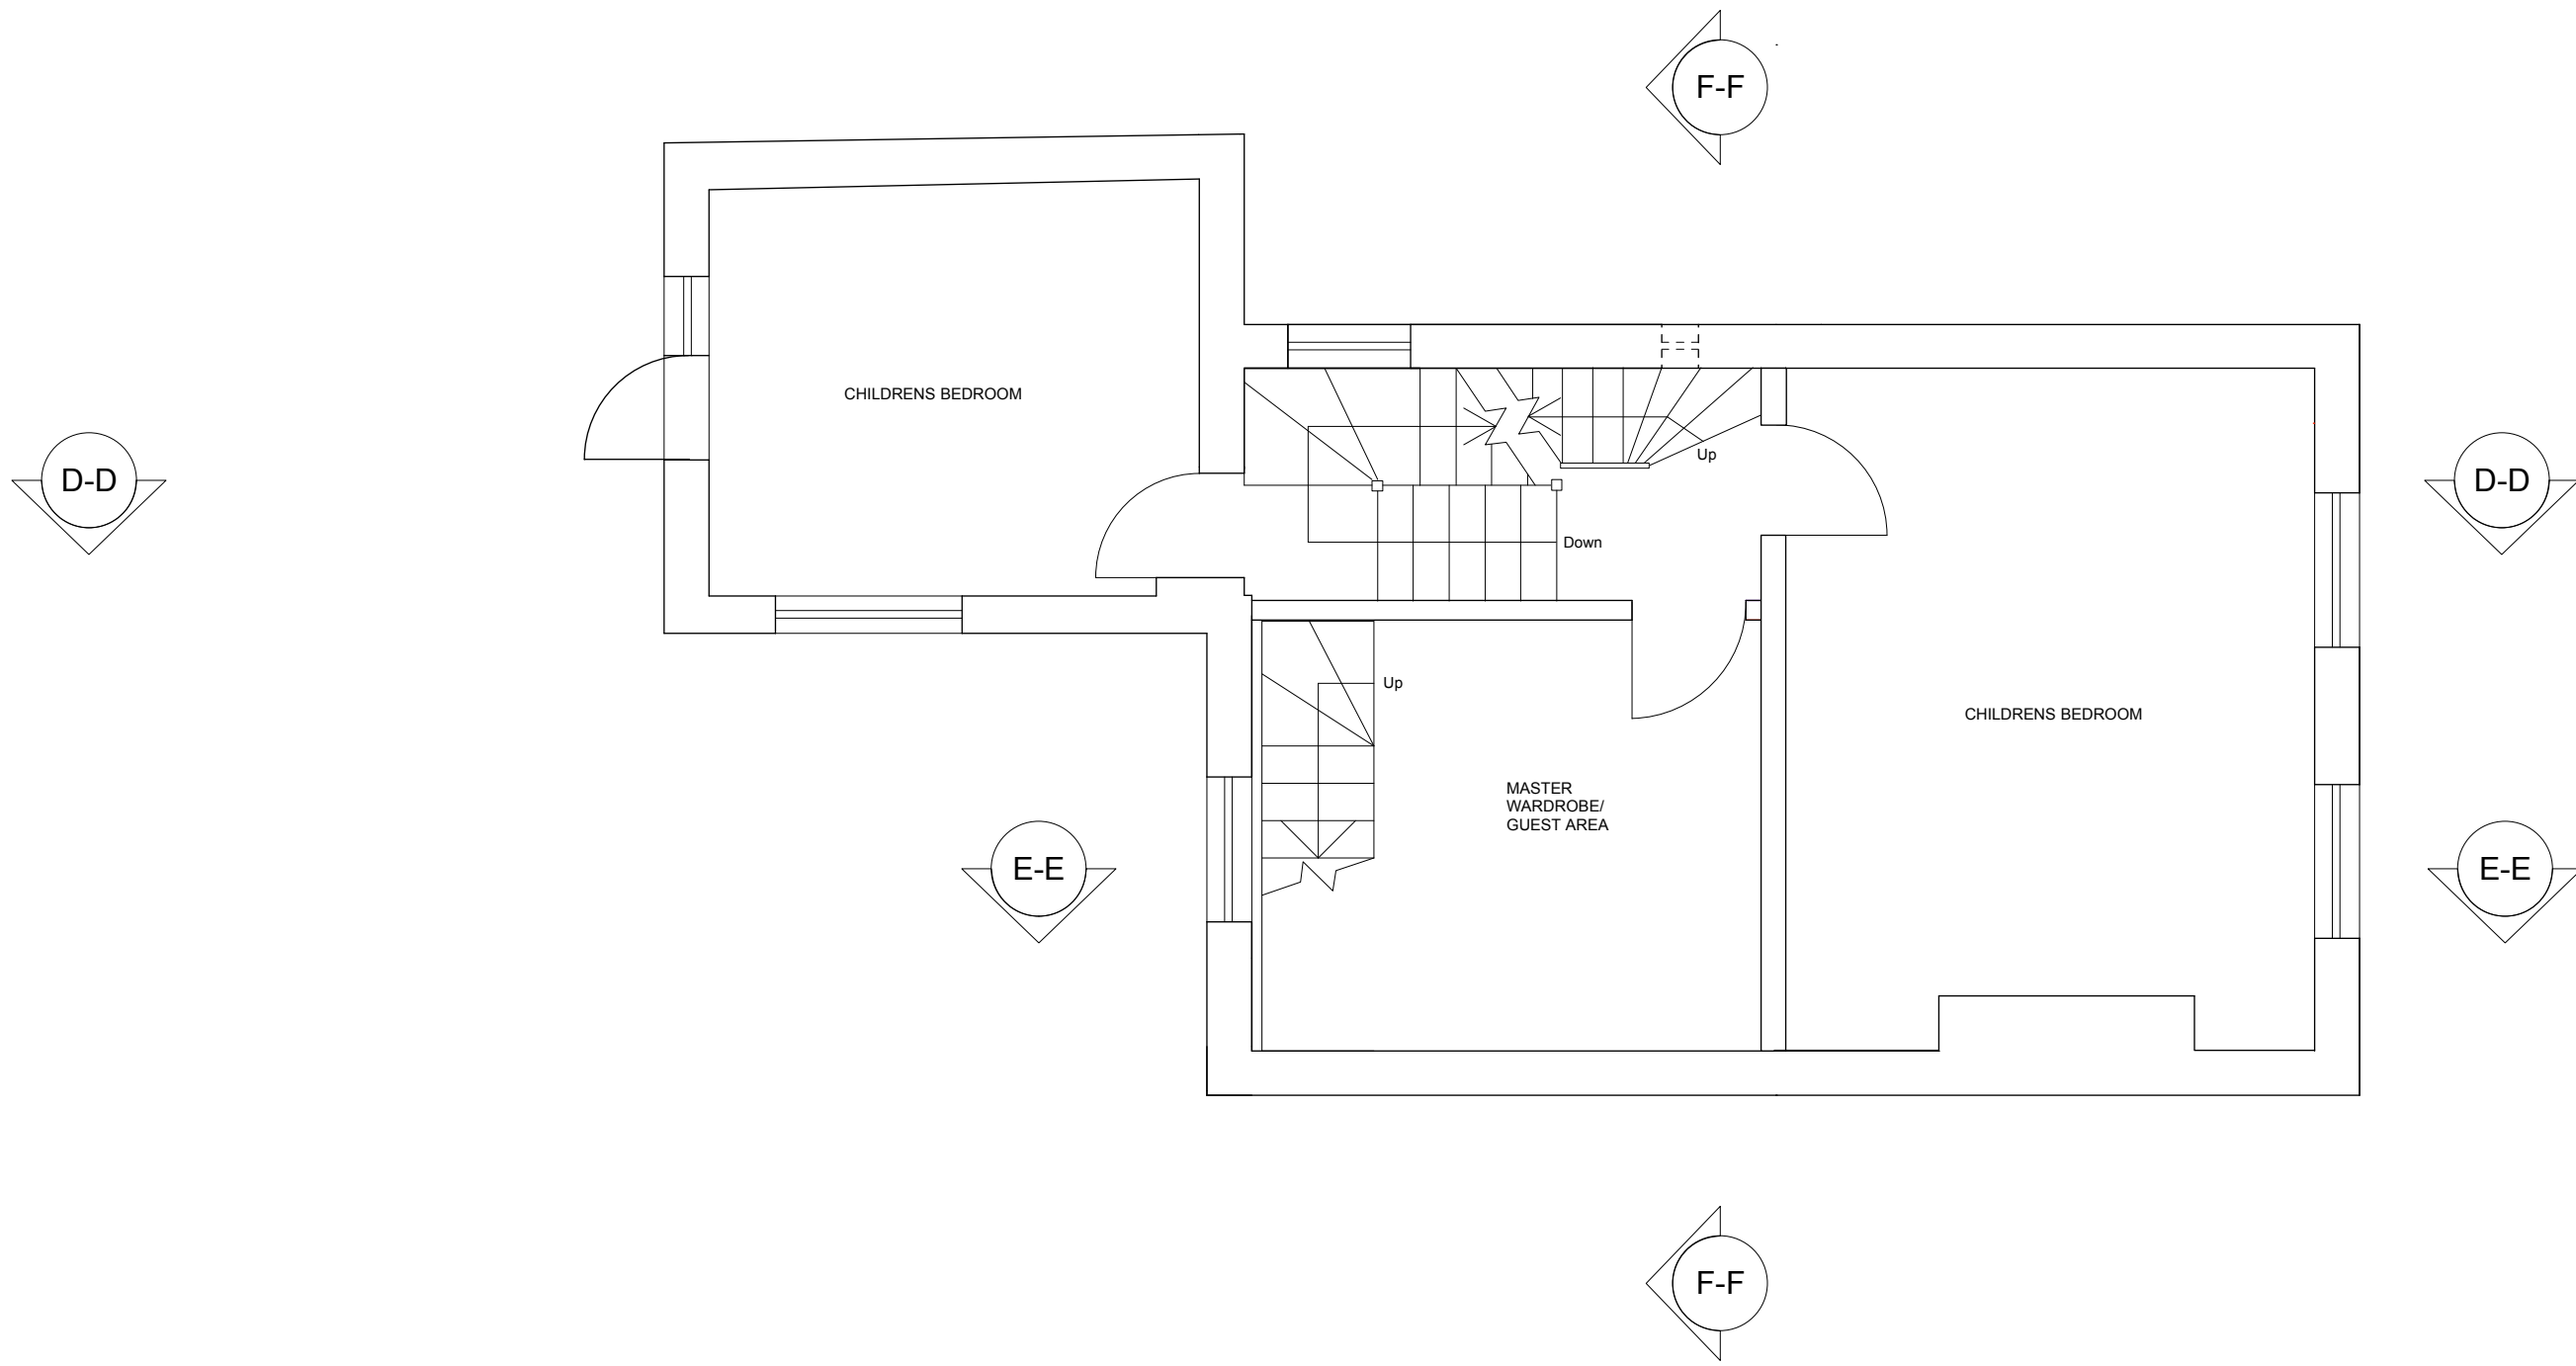 F-F
CHILDRENS BEDROOM
D-D
D-D
Up
Down
Up
CHILDRENS BEDROOM
MASTER
WARDROBE/
GUEST AREA
E-E
E-E
F-F